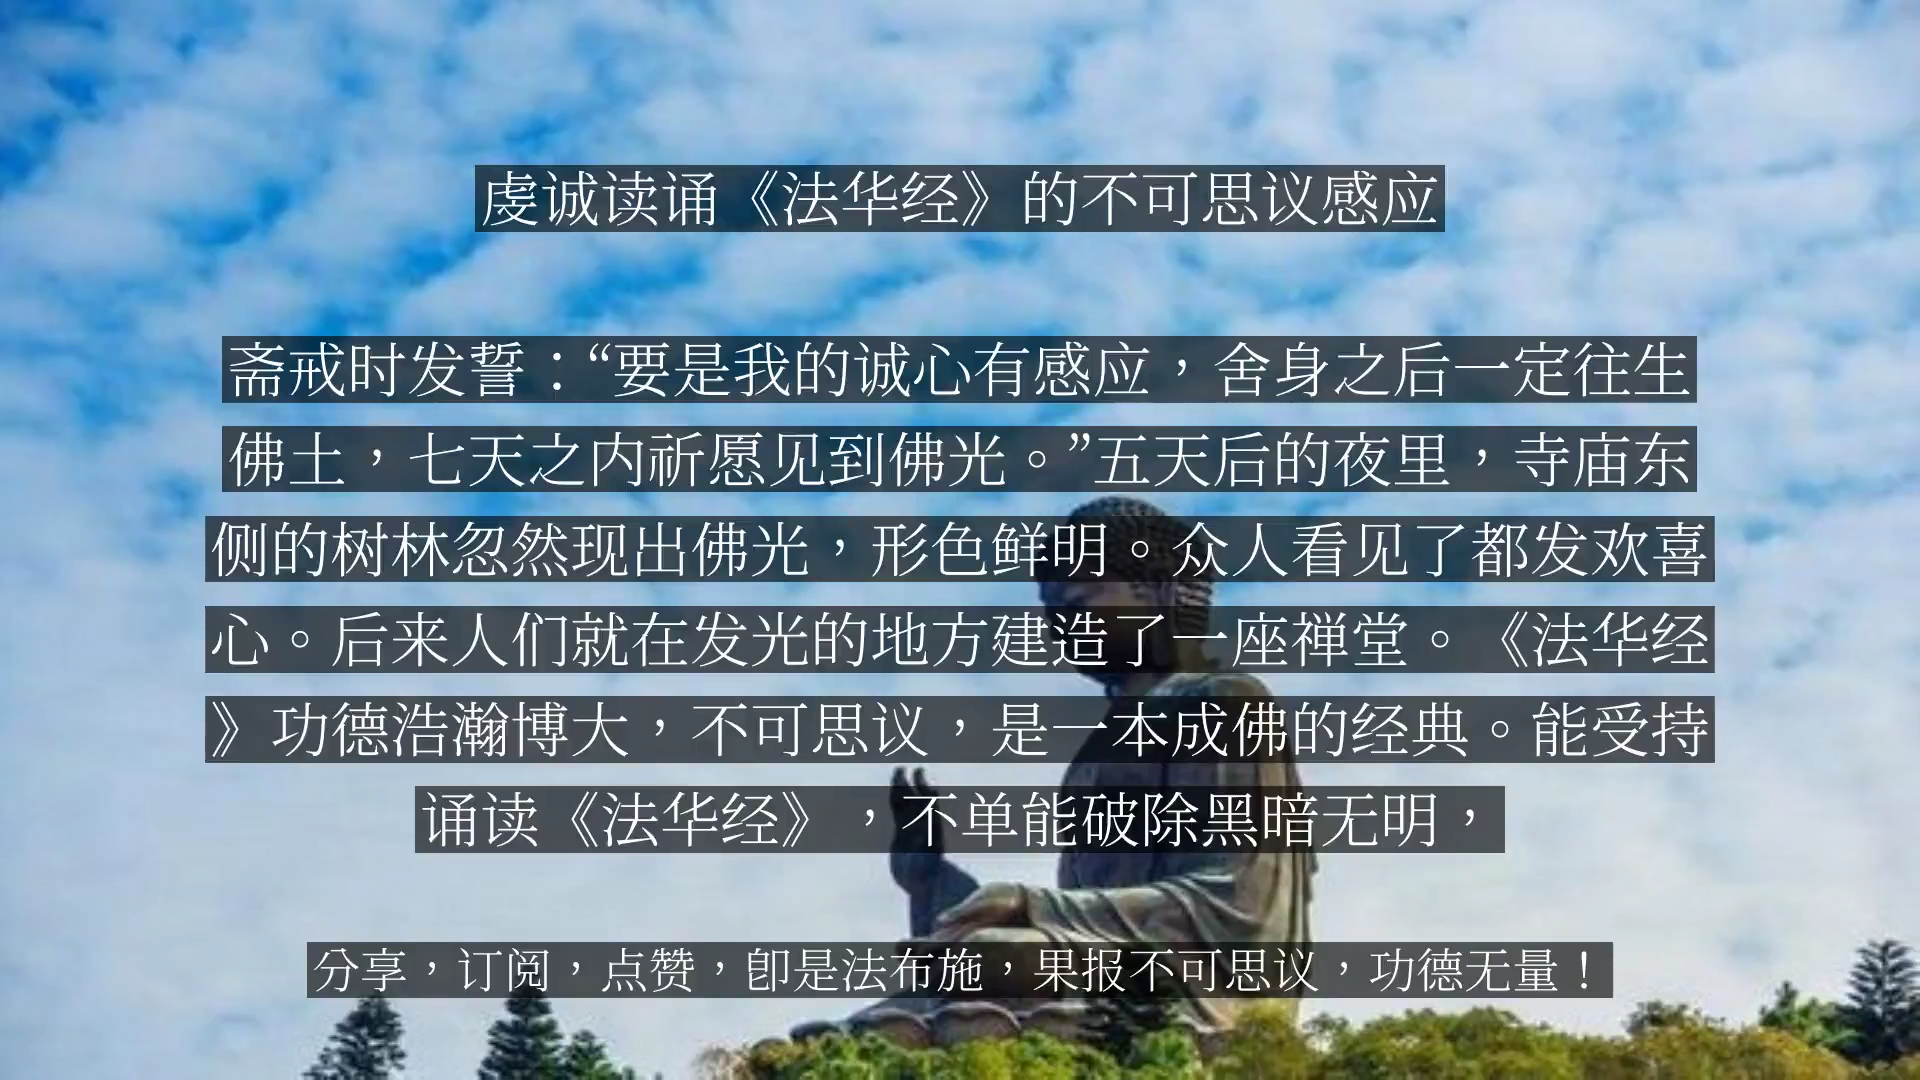 虔诚读诵《法华经》的不可思议感应
斋戒时发誓：“要是我的诚心有感应，舍身之后一定往生
佛土，七天之内祈愿见到佛光。”五天后的夜里，寺庙东
侧的树林忽然现出佛光，形色鲜明。众人看见了都发欢喜
心。后来人们就在发光的地方建造了一座禅堂。《法华经
》功德浩瀚博大，不可思议，是一本成佛的经典。能受持
诵读《法华经》，不单能破除黑暗无明，
分享，订阅，点赞，即是法布施，果报不可思议，功德无量！